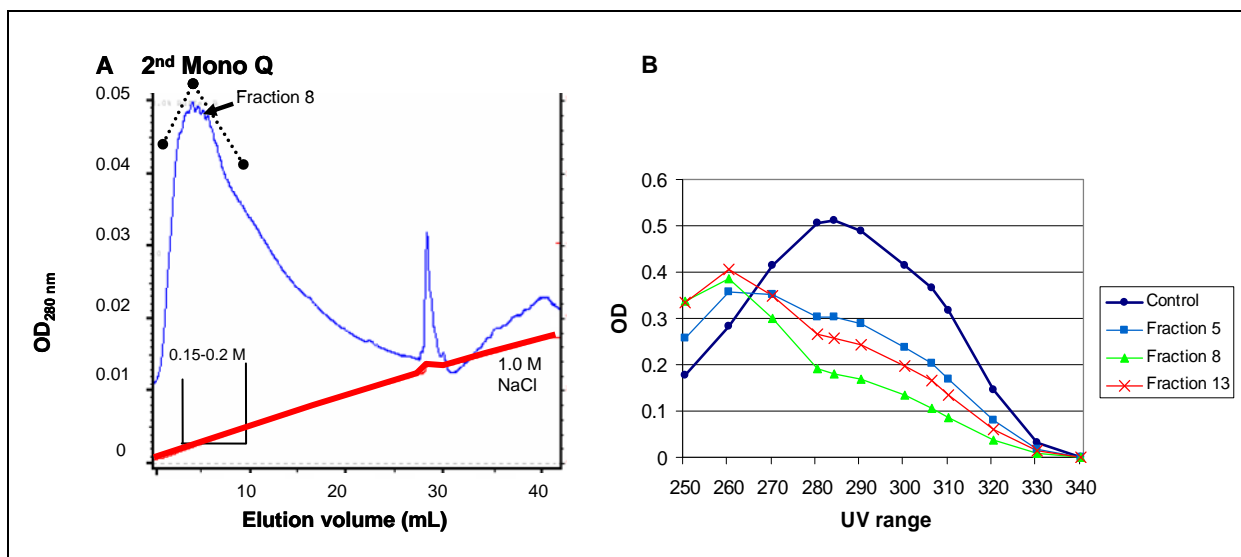 A 2nd Mono Q
Fraction 8
0.05
0.04
0.03
0.02
0.01
0
OD280 nm
0.15-0.2 M
1.0 M
NaCl
10
20
30
40
Elution volume (mL)
B
0.6
0.5
0.4
0.3
0.2
0.1
0
OD
250 260 270 280 290 300 310 320 330 340
UV range
Control
Fraction 5
Fraction 8
Fraction 13